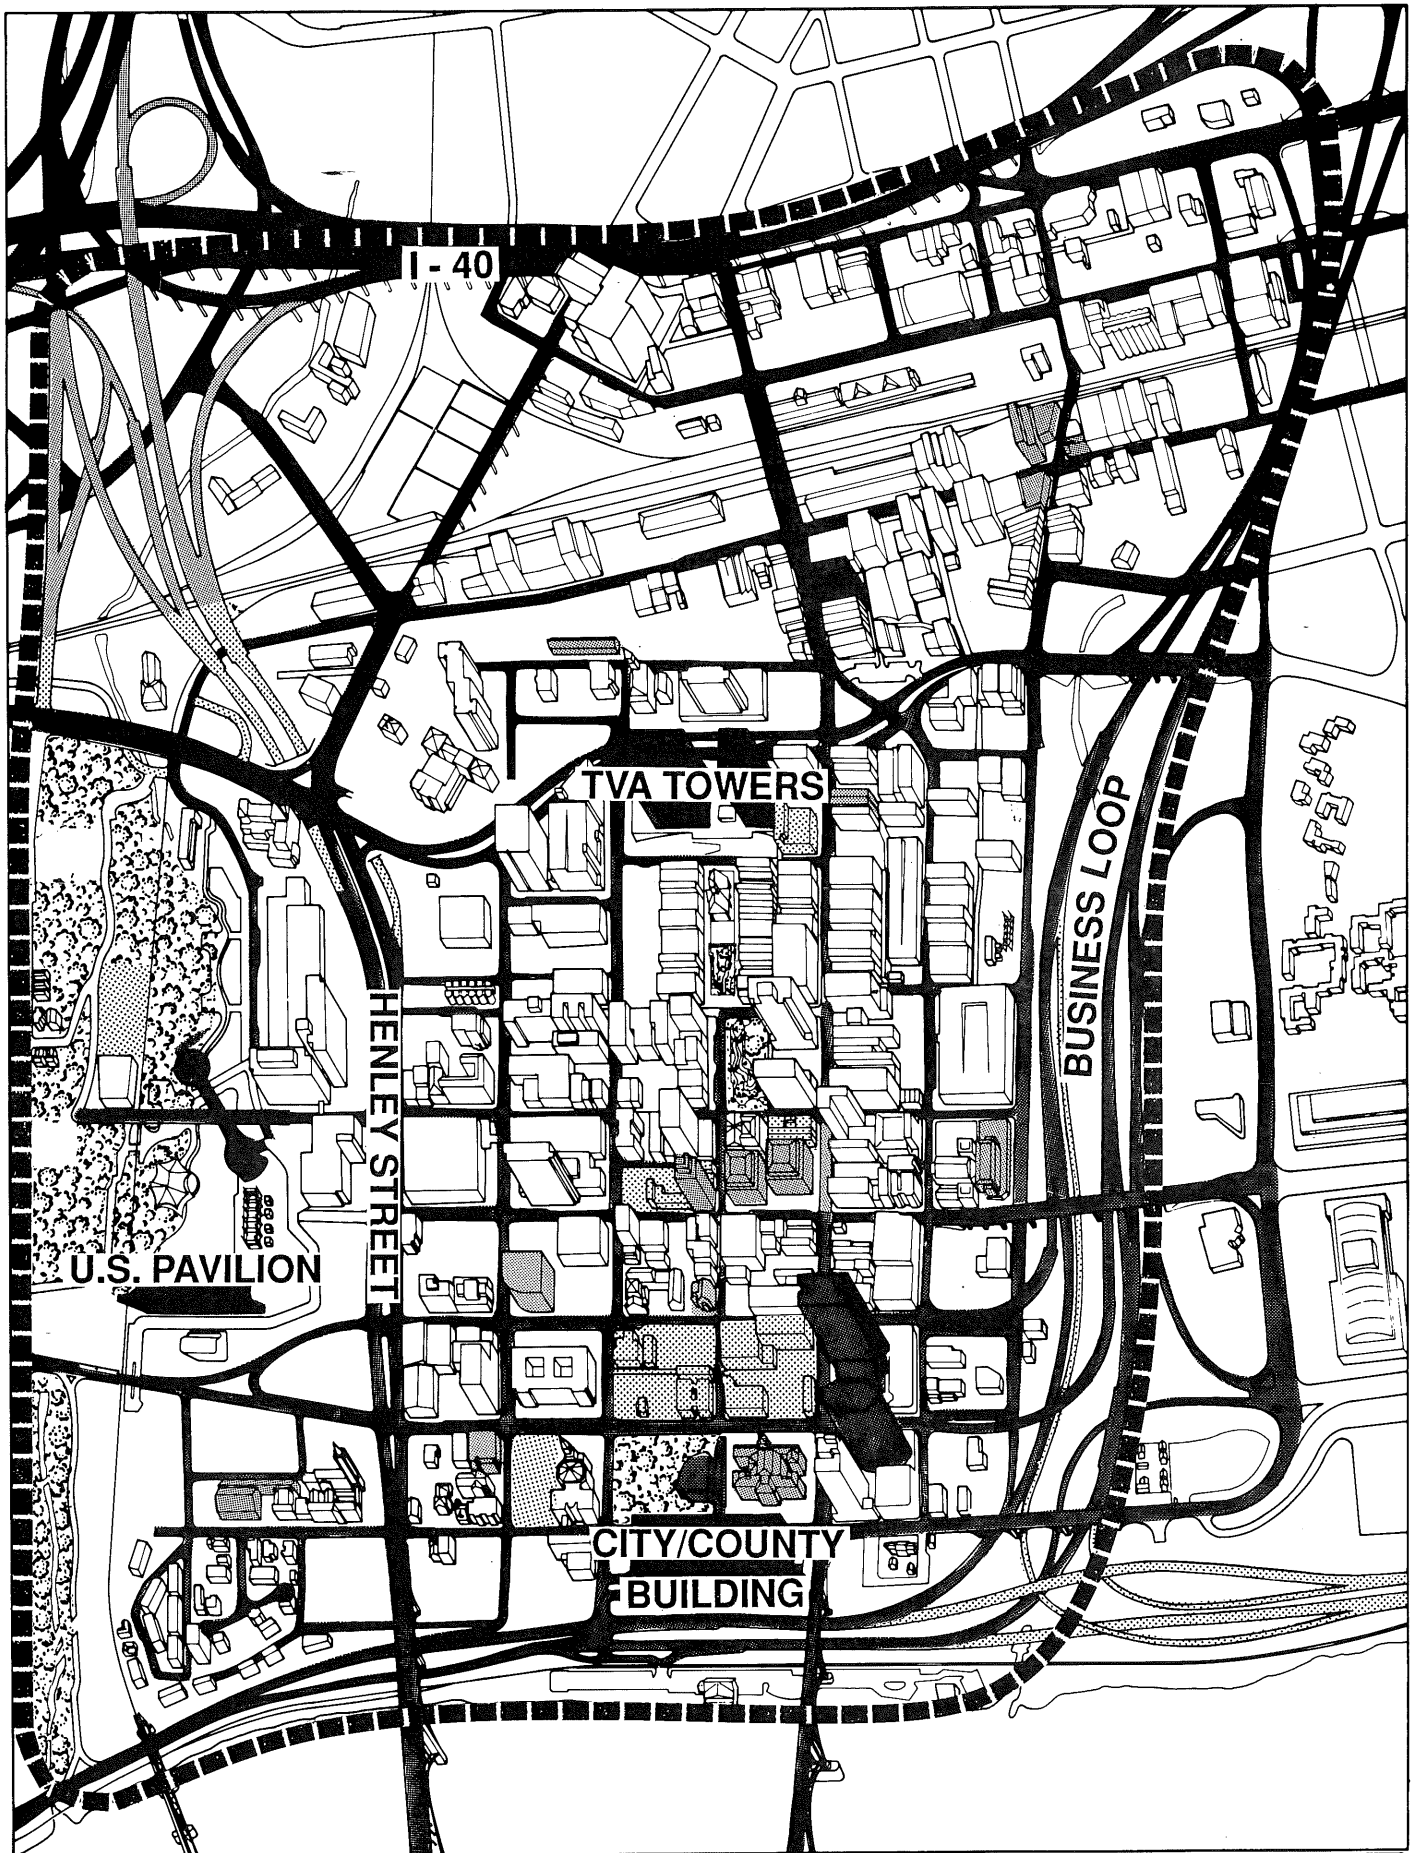 I - 40
TVA TOWERS
BUSINESS LOOP
HENLEY STREET
U.S. PAVILION
CITY/COUNTY
BUILDING